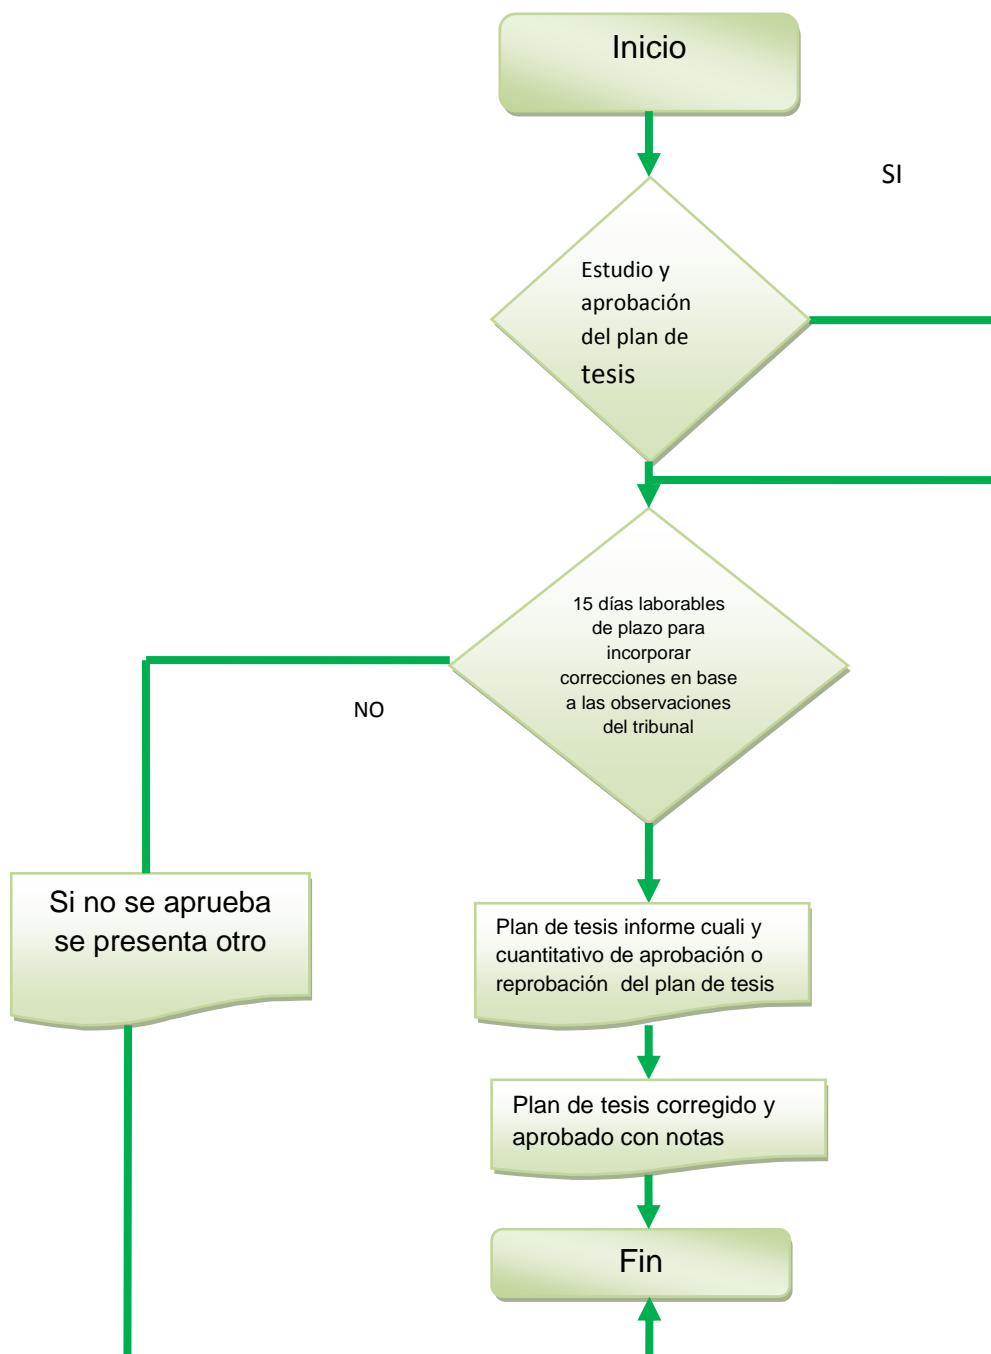 Inicio
SI
Estudio y
aprobación
del plan de
tesis
15 días laborables
de plazo para
incorporar
correcciones en base
a las observaciones
del tribunal
NO
Si no se aprueba
se presenta otro
Plan de tesis informe cuali y
cuantitativo de aprobación o
reprobación  del plan de tesis
Plan de tesis corregido y
aprobado con notas
Fin